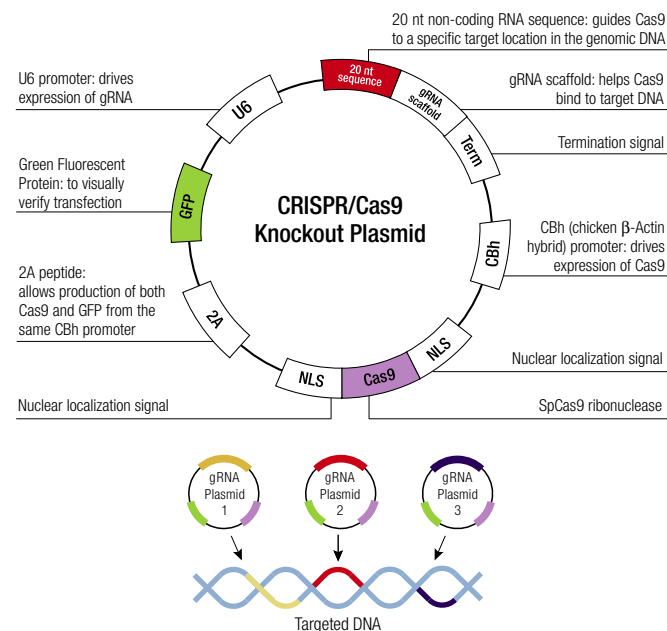 20 nt non-coding RNA sequence: guides Cas9
to a specific target location in the genomic DNA
U6 promoter: drives
expression of gRNA
20 nt
sequence
gRNA
scaffold
gRNA scaffold: helps Cas9
bind to target DNA
U6
Term
Termination signal
Green Fluorescent
Protein: to visually
verify transfection
GFP
CRISPR/Cas9
Knockout Plasmid
CBh
CBh (chicken β-Actin
hybrid) promoter: drives
expression of Cas9
2A peptide:
allows production of both
Cas9 and GFP from the
same CBh promoter
2A
NLS
Cas9
NLS
Nuclear localization signal
Nuclear localization signal
SpCas9 ribonuclease
gRNA
Plasmid
1
gRNA
Plasmid
2
gRNA
Plasmid
3
Targeted DNA